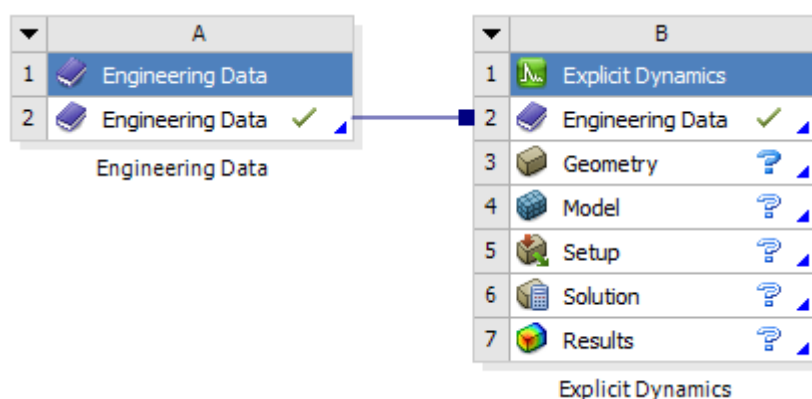 A
1 Engineering Data
2 Engineering Data
Engineering Data
B
1 Explicit Dynamics
2 Engineering Data
3 Geometry
4 Model
5 Setup
6 Solution
7 Results
Explicit Dynamics